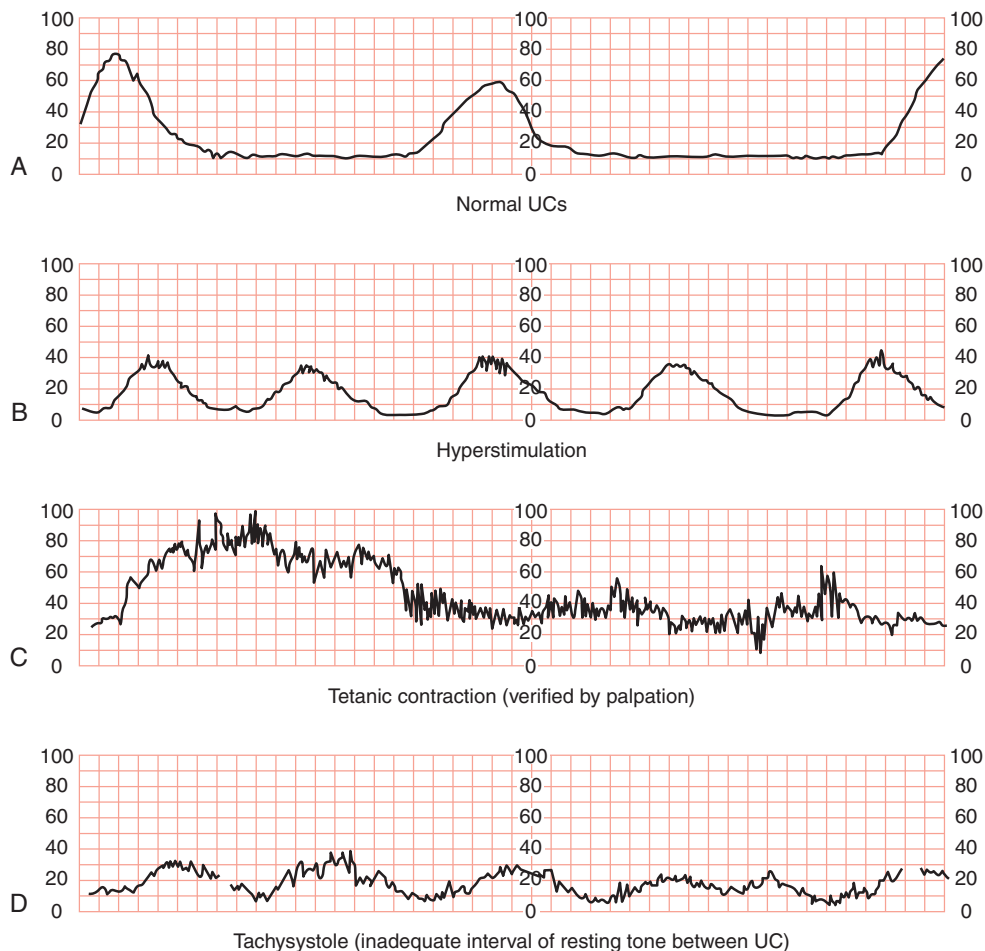 100 100 100
80 80 80
60 60 60
40 40 40
20 20 20
0 0 0
A
Normal UCs
100 100 100
80 80 80
60 60 60
40 40 40
20 20 20
0 0 0
B
Hyperstimulation
100 100 100
80 80 80
60 60 60
40 40 40
20 20 20
0 0 0
C
Tetanic contraction (verified by palpation)
100 100 100
80 80 80
60 60 60
40 40 40
20 20 20
0 0 0
D
Tachysystole (inadequate interval of resting tone between UC)